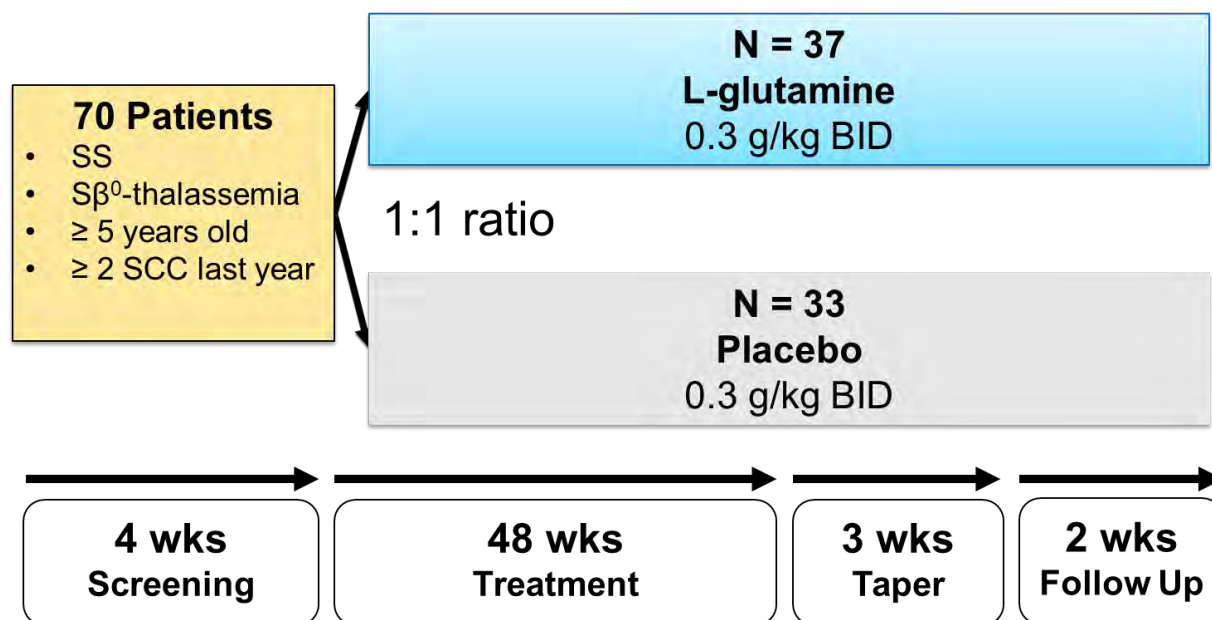 70 Patients
• SS
• Sβ⁰-thalassemia
• ≥ 5 years old
• ≥ 2 SCC last year
N = 37
L-glutamine
0.3 g/kg BID
1:1 ratio
N = 33
Placebo
0.3 g/kg BID
4 wks
Screening
48 wks
Treatment
3 wks
Taper
2 wks
Follow Up